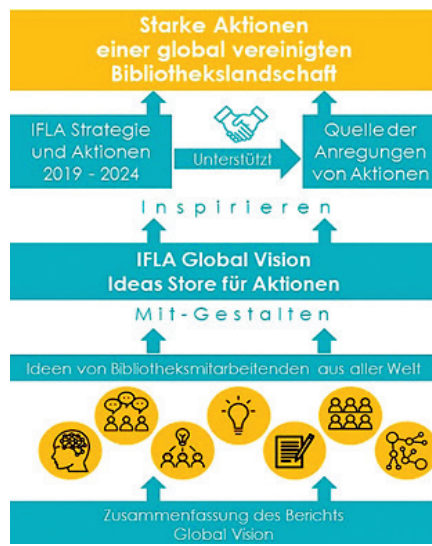 Starke Aktionen
einer global vereinigten
Bibliothekslandschaft
IFLA Strategie
und Aktionen
2019 - 2024
Unterstützt
Quelle der
Anregungen
von Aktionen
Inspirieren
IFLA Global Vision
Ideas Store für Aktionen
Mit-Gestalten
Ideen von Bibliotheksmitarbeitenden aus aller Welt
Zusammenfassung des Berichts
Global Vision